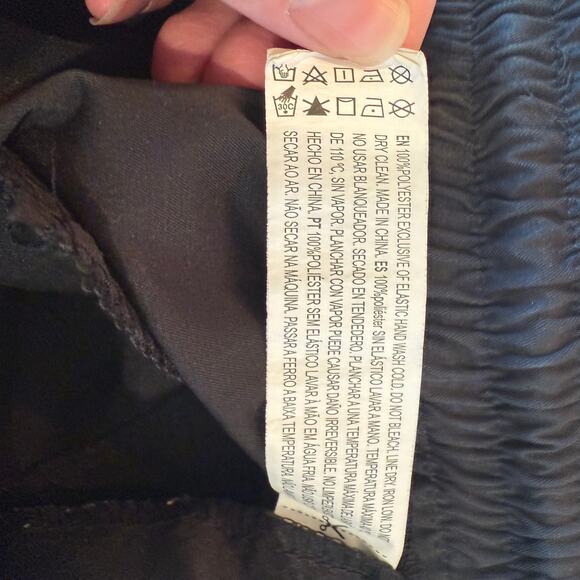 30C
EN 100%POLYESTER EXCLUSIVE OF ELASTIC HAND WASH COLD. DO NOT BLEACH. LINE DRY. IRON LOW. DO NOT
DRY CLEAN. MADE IN CHINA. ES 100%poliéster SIN ELÁSTICO LAVAR A MANO. TEMPERATURA MÁXIMA
NO USAR BLANQUEADOR. SECADO EN TENDEDERO. PLANCHAR A UNA TEMPERATURA MÁXIMA DE
DE 110 ºC, SIN VAPOR. PLANCHAR CON VAPOR PUEDE CAUSAR DAÑO IRREVERSIBLE. NO
HECHO EN CHINA. PT 100%POLIÉSTER SEM ELÁSTICO LAVAR À MÃO EM ÁGUA FRIA.
SECAR AO AR. NÃO SECAR NA MÁQUINA. PASSAR A FERRO A BAIXA TEMPERATURA.